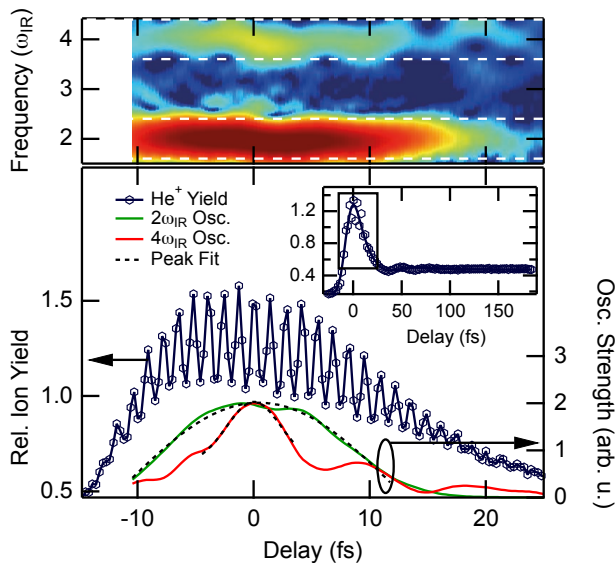 Frequency (ω_IR)
4
3
2
He⁺ Yield
2ω_IR Osc.
4ω_IR Osc.
Peak Fit
1.2
0.8
0.4
0 50 100 150
Delay (fs)
Rel. Ion Yield
1.5
1.0
0.5
3
2
1
0
Osc. Strength (arb. u.)
-10 0 10 20
Delay (fs)